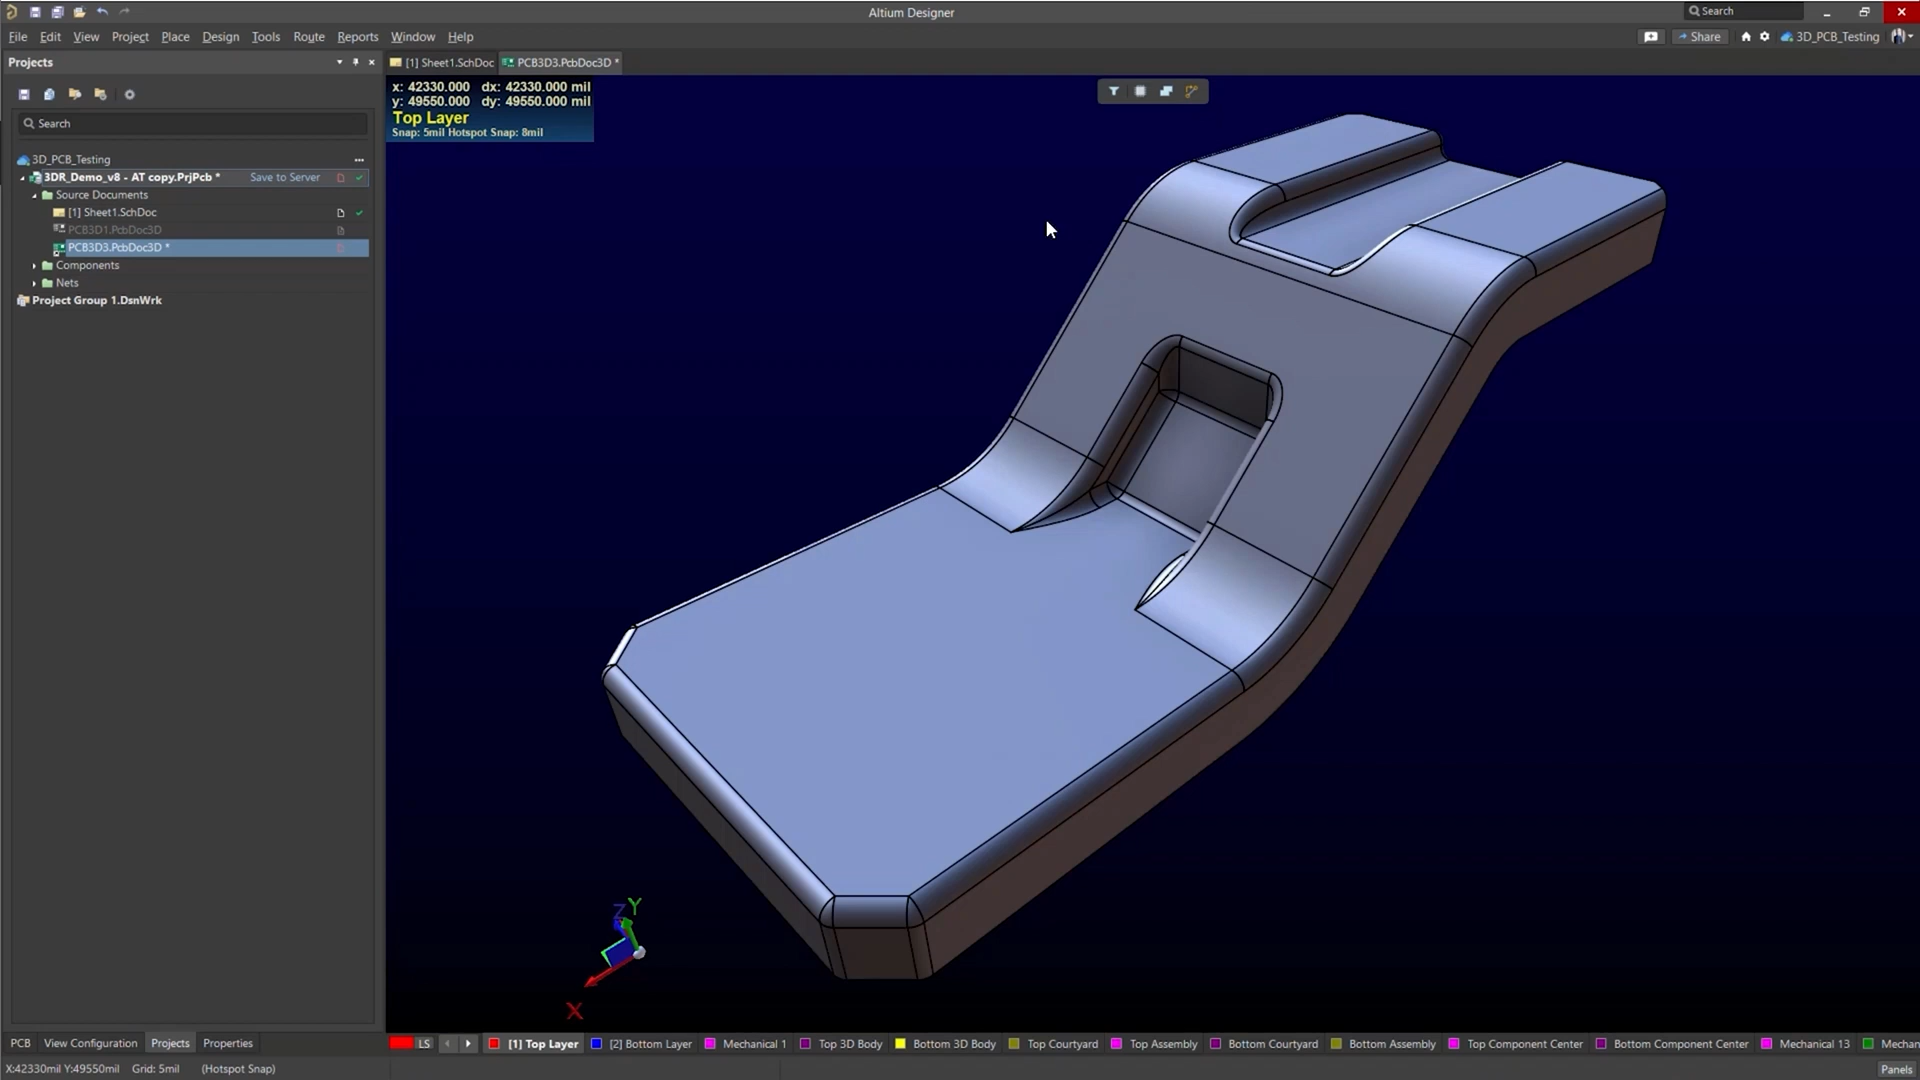 Altium Designer
Search
File Edit View Project Place Design Tools Route Reports Window Help
Share
3D_PCB_Testing
Projects
[1] Sheet1.SchDoc
PCB3D3.PcbDoc3D *
x: 42330.000 dx: 42330.000 mil
y: 49550.000 dy: 49550.000 mil
Top Layer
Snap: 5mil Hotspot Snap: 8mil
Search
3D_PCB_Testing
3DR_Demo_v8 - AT copy.PrjPcb * Save to Server
Source Documents
[1] Sheet1.SchDoc
PCB3D1.PcbDoc3D
PCB3D3.PcbDoc3D *
Components
Nets
Project Group 1.DsnWrk
Z Y
X
PCB View Configuration Projects Properties
LS [1] Top Layer [2] Bottom Layer Mechanical 1 Top 3D Body Bottom 3D Body Top Courtyard Top Assembly Bottom Courtyard Bottom Assembly Top Component Center Bottom Component Center Mechanical 13 Mechan
X:42330mil Y:49550mil Grid: 5mil (Hotspot Snap)
Panels